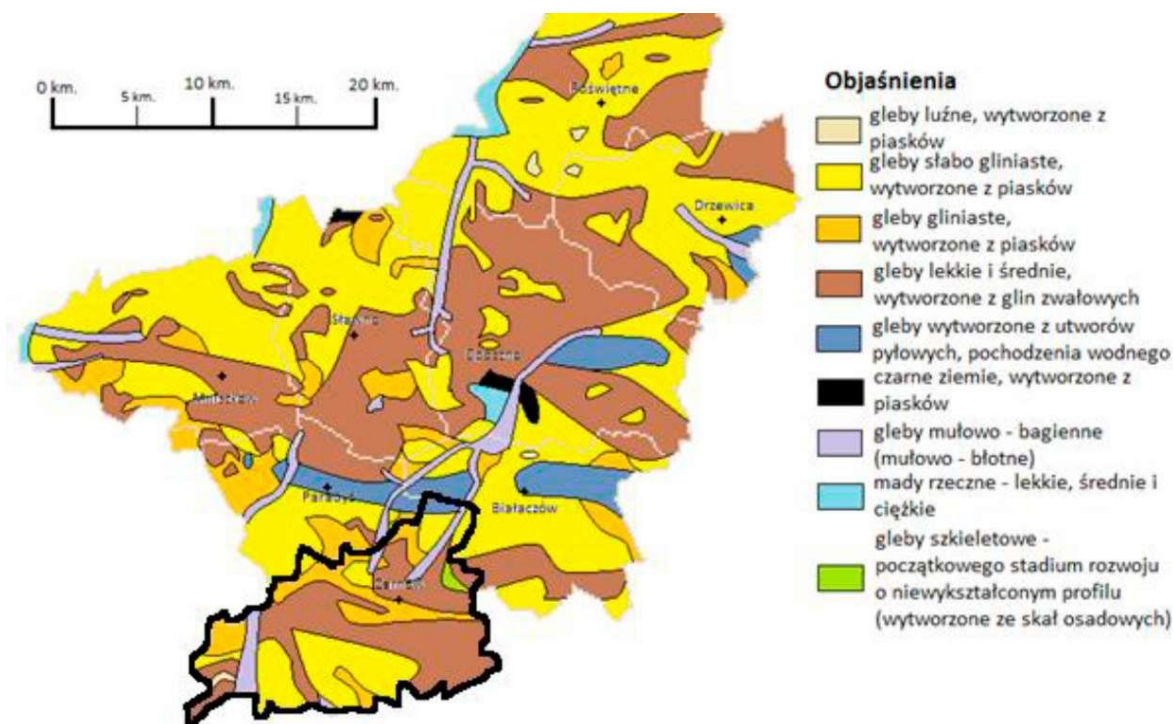 0 km.
5 km.
10 km.
15 km.
20 km.
Poświętne
Drzewica
Sławno
Opoczno
Mniszków
Paradyż
Białaczów
Żarnów
Objaśnienia
gleby luźne, wytworzone z
piasków
gleby słabo gliniaste,
wytworzone z piasków
gleby gliniaste,
wytworzone z piasków
gleby lekkie i średnie,
wytworzone z glin zwałowych
gleby wytworzone z utworów
pyłowych, pochodzenia wodnego
czarne ziemie, wytworzone z
piasków
gleby mułowo - bagienne
(mułowo - błotne)
mady rzeczne - lekkie, średnie i
ciężkie
gleby szkieletowe -
początkowego stadium rozwoju
o niewykształconym profilu
(wytworzone ze skał osadowych)